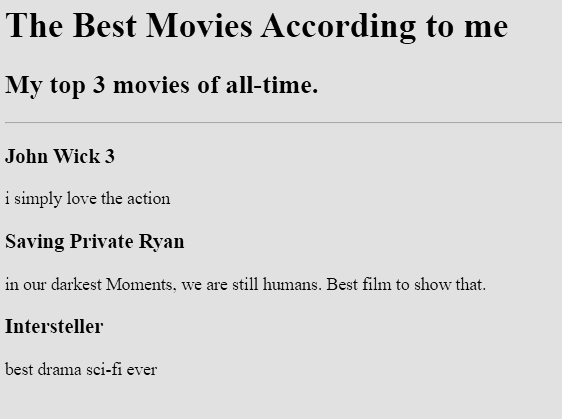 The Best Movies According to me
My top 3 movies of all-time.
John Wick 3
i simply love the action
Saving Private Ryan
in our darkest Moments, we are still humans. Best film to show that.
Intersteller
best drama sci-fi ever